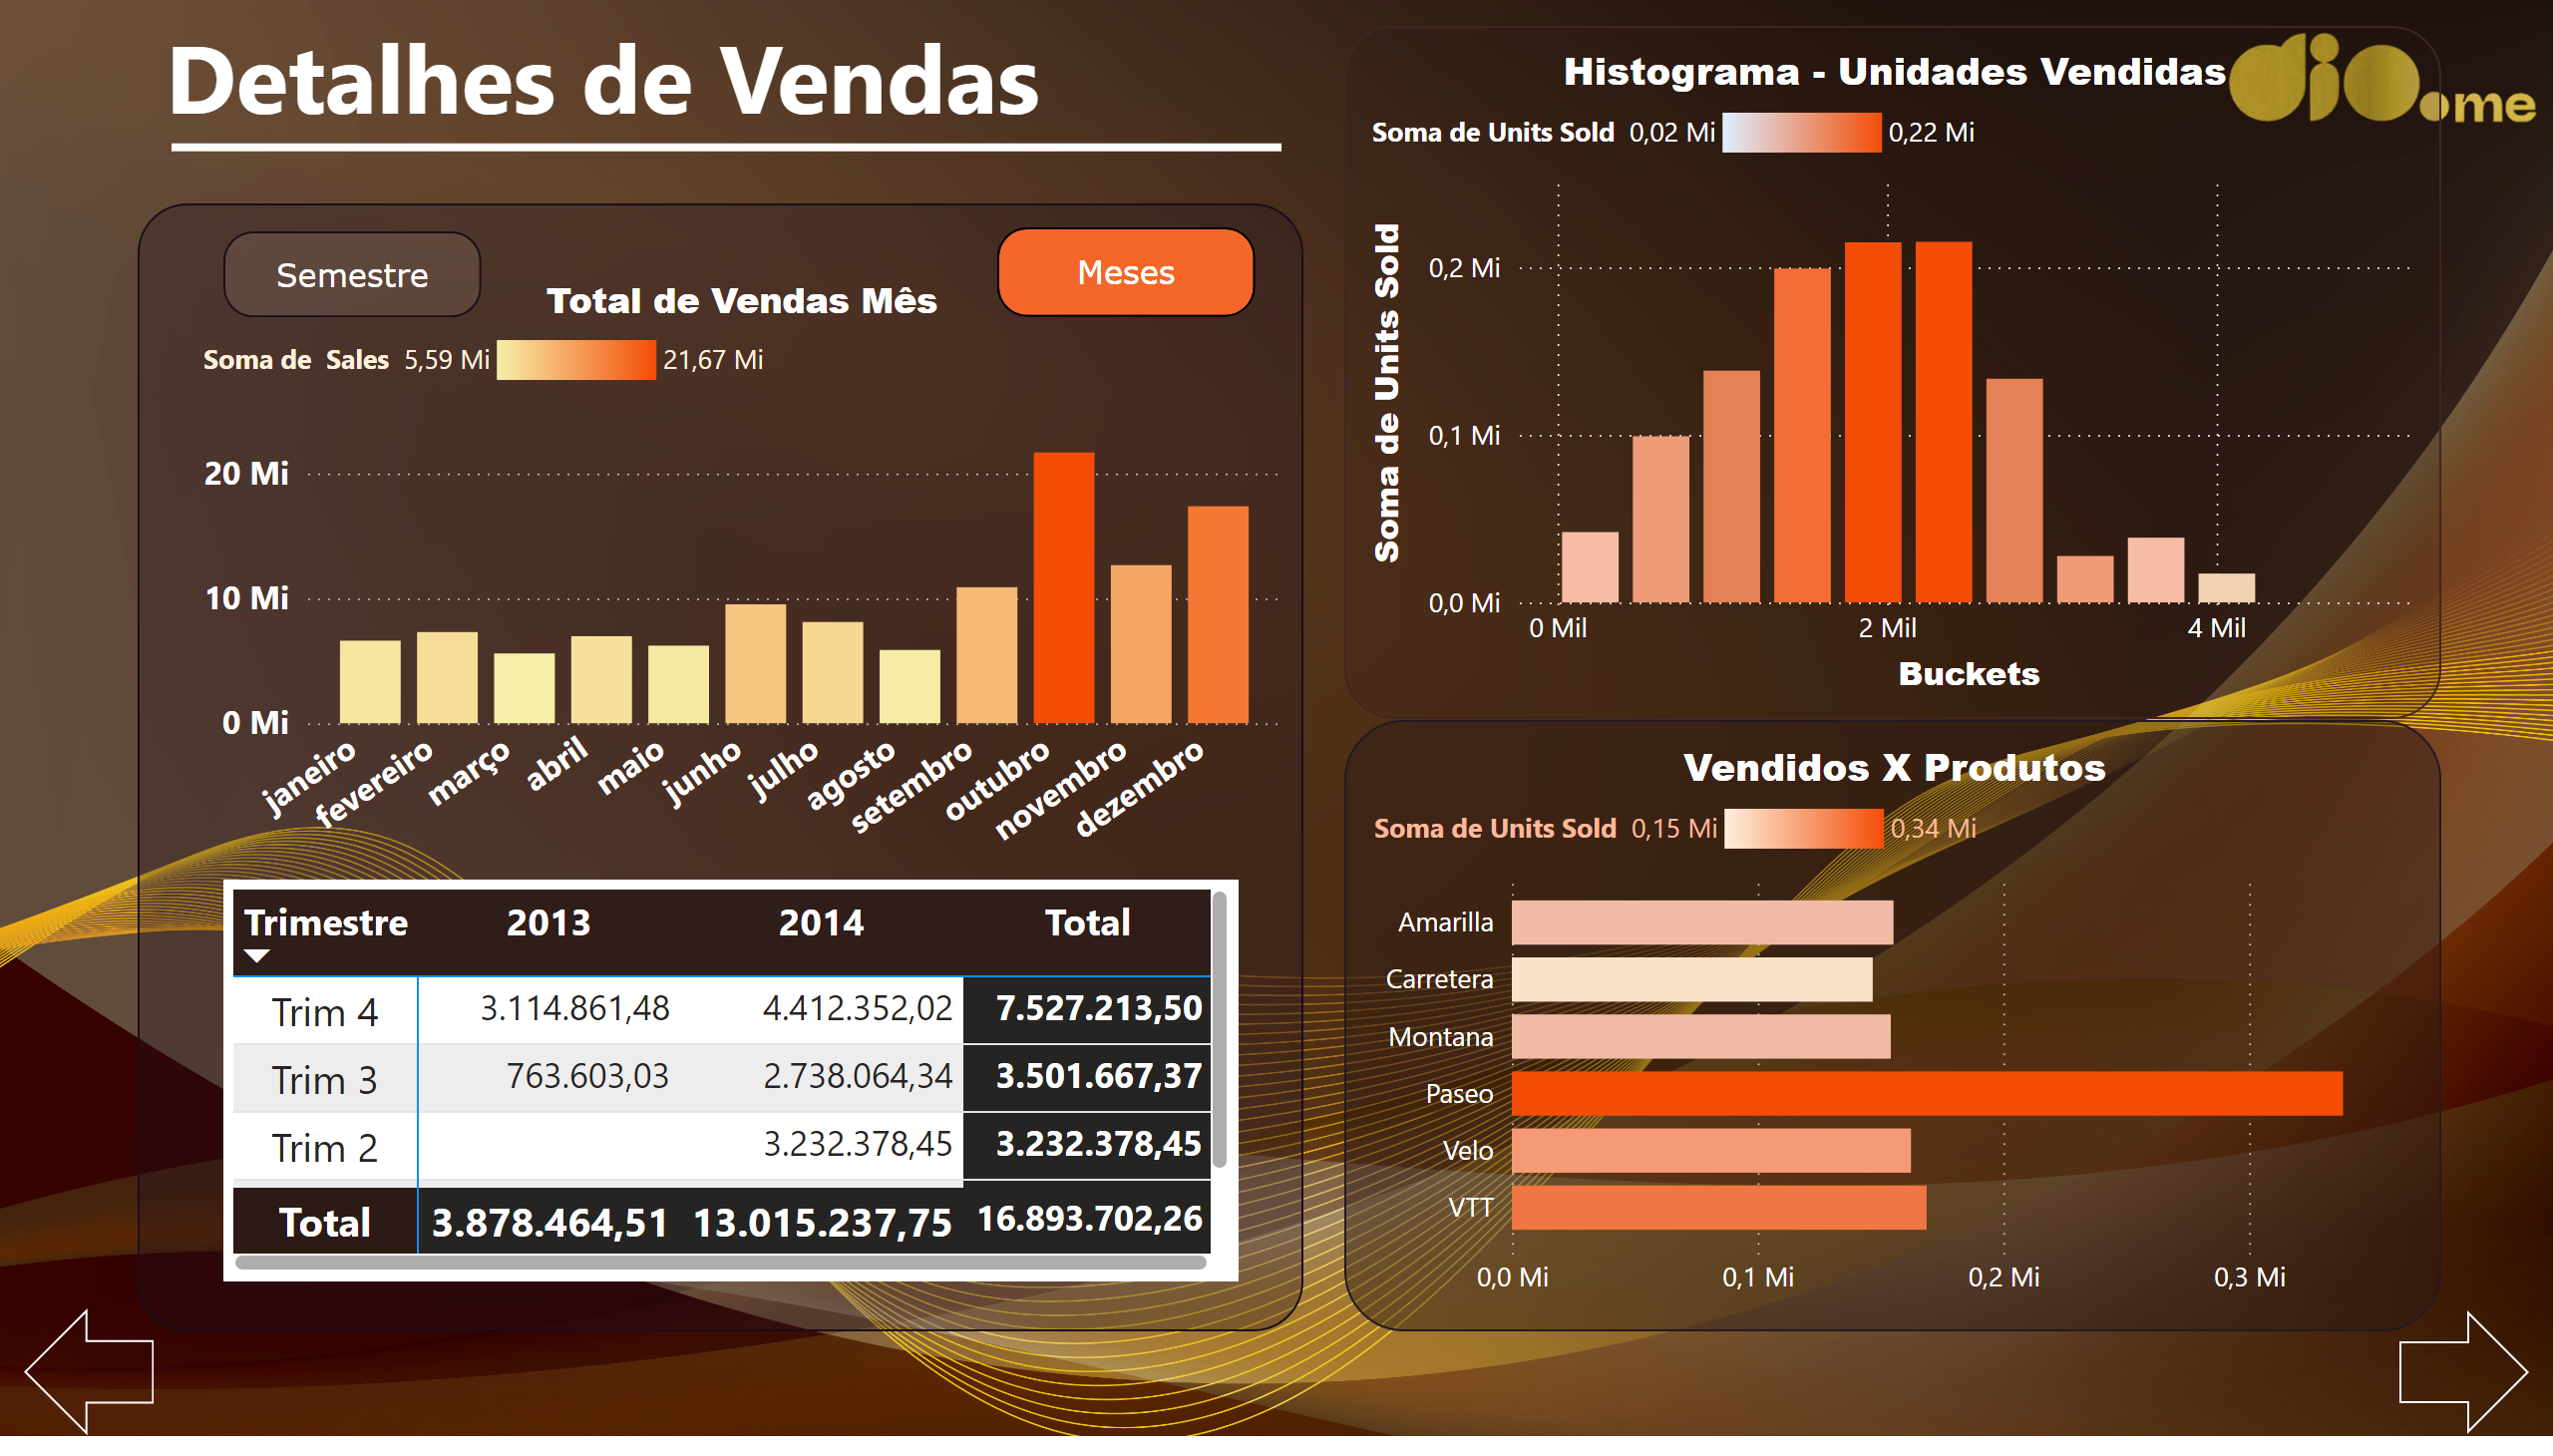 Detalhes de Vendas
Semestre
Meses
Total de Vendas Mês
Soma de Sales 5,59 Mi 21,67 Mi
20 Mi
10 Mi
0 Mi
janeiro
fevereiro
março
abril
maio
junho
julho
agosto
setembro
outubro
novembro
dezembro
Trimestre 2013 2014 Total
Trim 4 3.114.861,48 4.412.352,02 7.527.213,50
Trim 3 763.603,03 2.738.064,34 3.501.667,37
Trim 2 3.232.378,45 3.232.378,45
Total 3.878.464,51 13.015.237,75 16.893.702,26
Histograma - Unidades Vendidas
dio.me
Soma de Units Sold 0,02 Mi 0,22 Mi
Soma de Units Sold
0,2 Mi
0,1 Mi
0,0 Mi
0 Mil 2 Mil 4 Mil
Buckets
Vendidos X Produtos
Soma de Units Sold 0,15 Mi 0,34 Mi
Amarilla
Carretera
Montana
Paseo
Velo
VTT
0,0 Mi 0,1 Mi 0,2 Mi 0,3 Mi